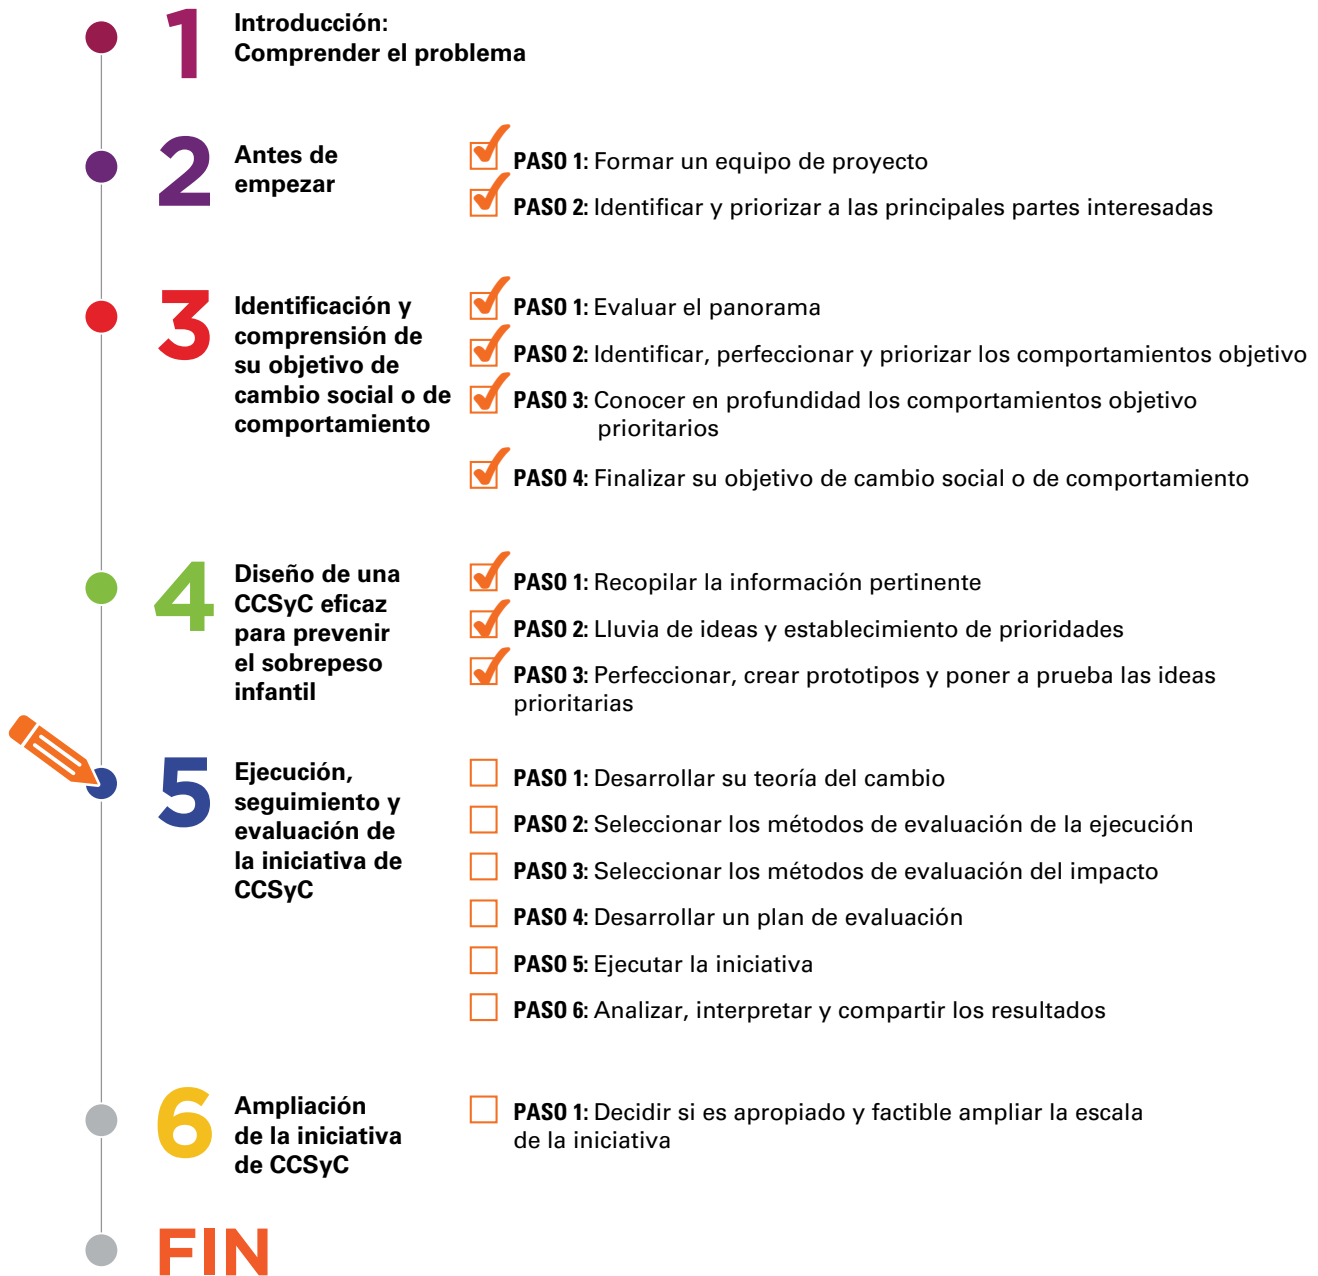 1
Introducción:
Comprender el problema
2
Antes de
empezar
PASO 1: Formar un equipo de proyecto
PASO 2: Identificar y priorizar a las principales partes interesadas
3
Identificación y
comprensión de
su objetivo de
cambio social o de
comportamiento
PASO 1: Evaluar el panorama
PASO 2: Identificar, perfeccionar y priorizar los comportamientos objetivo
PASO 3: Conocer en profundidad los comportamientos objetivo
prioritarios
PASO 4: Finalizar su objetivo de cambio social o de comportamiento
4
Diseño de una
CCSyC eficaz
para prevenir
el sobrepeso
infantil
PASO 1: Recopilar la información pertinente
PASO 2: Lluvia de ideas y establecimiento de prioridades
PASO 3: Perfeccionar, crear prototipos y poner a prueba las ideas
prioritarias
5
Ejecución,
seguimiento y
evaluación de
la iniciativa de
CCSyC
PASO 1: Desarrollar su teoría del cambio
PASO 2: Seleccionar los métodos de evaluación de la ejecución
PASO 3: Seleccionar los métodos de evaluación del impacto
PASO 4: Desarrollar un plan de evaluación
PASO 5: Ejecutar la iniciativa
PASO 6: Analizar, interpretar y compartir los resultados
6
Ampliación
de la iniciativa
de CCSyC
PASO 1: Decidir si es apropiado y factible ampliar la escala
de la iniciativa
FIN